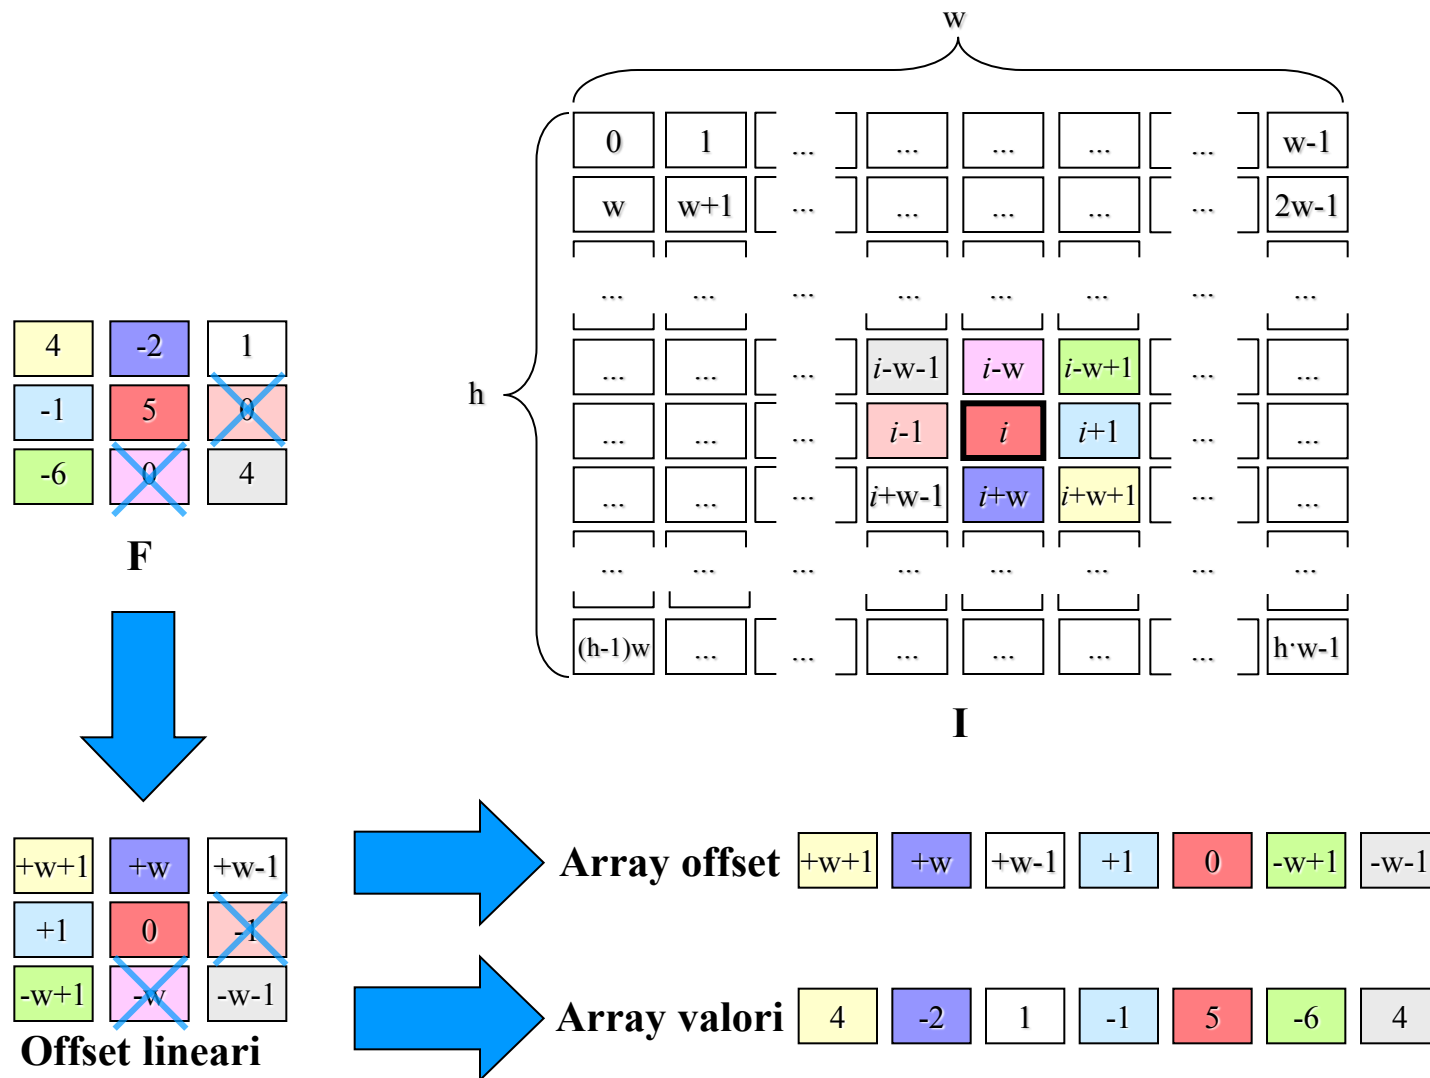 w
0 1 ... ... ... ... ... w-1
w w+1 ... ... ... ... ... 2w-1
... ... ... ... ... ... ... ...
h
... ... ... i-w-1 i-w i-w+1 ... ...
... ... ... i-1 i i+1 ... ...
... ... ... i+w-1 i+w i+w+1 ... ...
... ... ... ... ... ... ... ...
(h-1)w ... ... ... ... ... ... h·w-1
I
4 -2 1
-1 5 0
-6 0 4
F
+w+1 +w +w-1
+1 0 -1
-w+1 -w -w-1
Offset lineari
Array offset +w+1 +w +w-1 +1 0 -w+1 -w-1
Array valori 4 -2 1 -1 5 -6 4